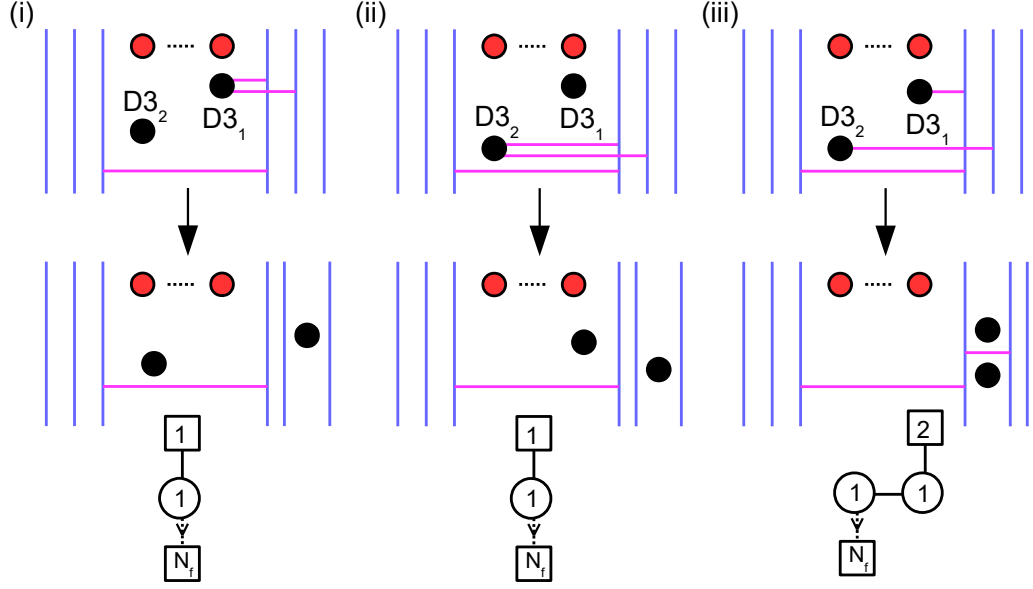 (i)
D3₂
D3₁
1
1
N_f
(ii)
D3₂
D3₁
1
1
N_f
(iii)
D3₂
D3₁
2
1 1
N_f